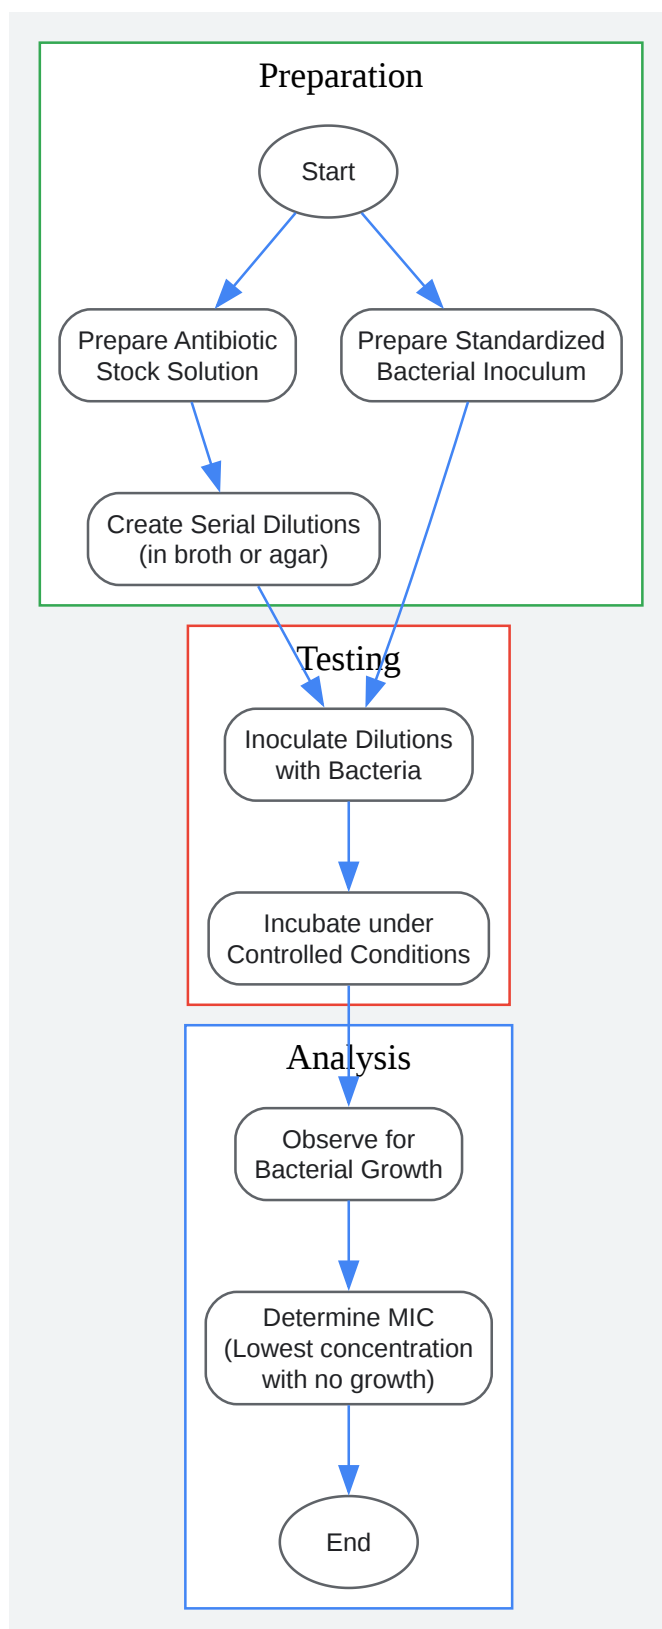 Preparation
Start
Prepare Antibiotic
Stock Solution
Prepare Standardized
Bacterial Inoculum
Create Serial Dilutions
(in broth or agar)
Testing
Inoculate Dilutions
with Bacteria
Incubate under
Controlled Conditions
Analysis
Observe for
Bacterial Growth
Determine MIC
(Lowest concentration
with no growth)
End